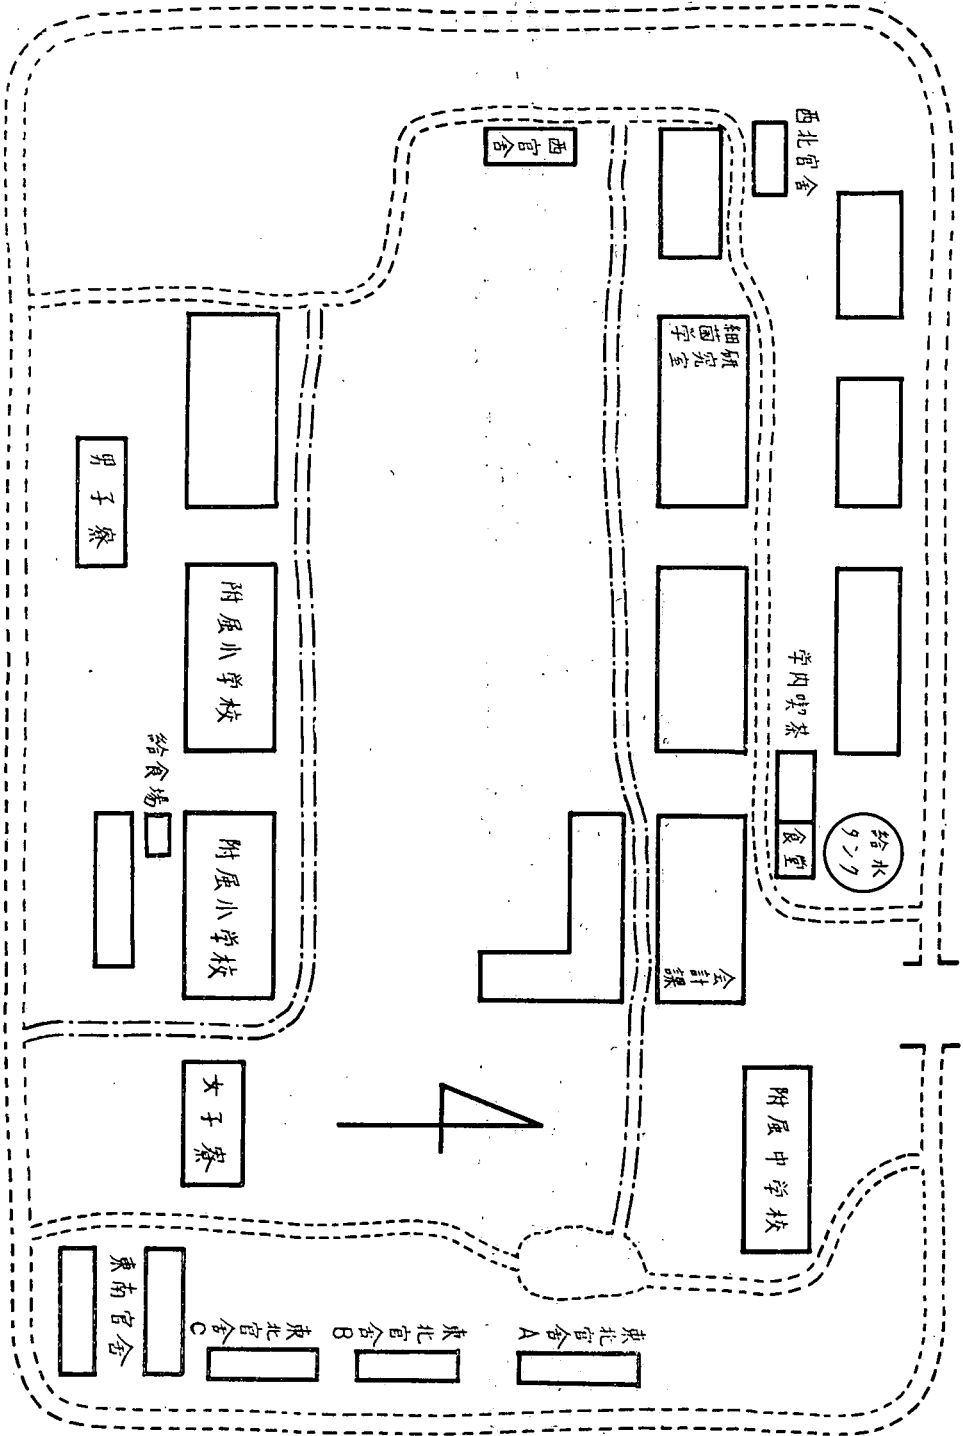 西北官舎
西官舎
細菌学
研究室
学内喫茶
食堂
給水
タンク
会計課
附属中学校
男子寮
附属小学校
給食場
附属小学校
女子寮
東北官舎A
東北官舎B
東北官舎C
東南官舎